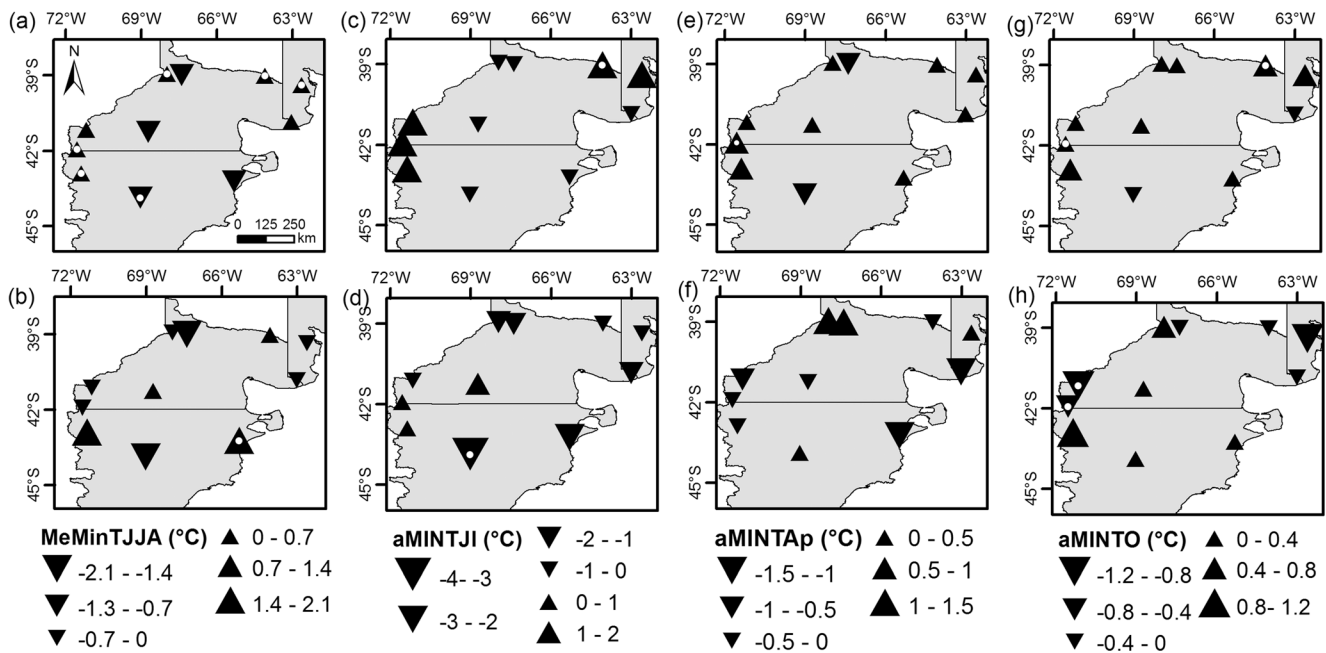 (a) 72°W 69°W 66°W 63°W
N
39°S
42°S
45°S
0 125 250
km
(c) 72°W 69°W 66°W 63°W
39°S
42°S
45°S
(e) 72°W 69°W 66°W 63°W
39°S
42°S
45°S
(g) 72°W 69°W 66°W 63°W
39°S
42°S
45°S
(b) 72°W 69°W 66°W 63°W
39°S
42°S
45°S
(d) 72°W 69°W 66°W 63°W
39°S
42°S
45°S
(f) 72°W 69°W 66°W 63°W
39°S
42°S
45°S
(h) 72°W 69°W 66°W 63°W
39°S
42°S
45°S
MeMinTJJA (°C)
-2.1 - -1.4
-1.3 - -0.7
-0.7 - 0
0 - 0.7
0.7 - 1.4
1.4 - 2.1
aMINTJI (°C)
-4- -3
-3 - -2
-2 - -1
-1 - 0
0 - 1
1 - 2
aMINTAp (°C)
-1.5 - -1
-1 - -0.5
-0.5 - 0
0 - 0.5
0.5 - 1
1 - 1.5
aMINTO (°C)
-1.2 - -0.8
-0.8 - -0.4
-0.4 - 0
0 - 0.4
0.4 - 0.8
0.8- 1.2